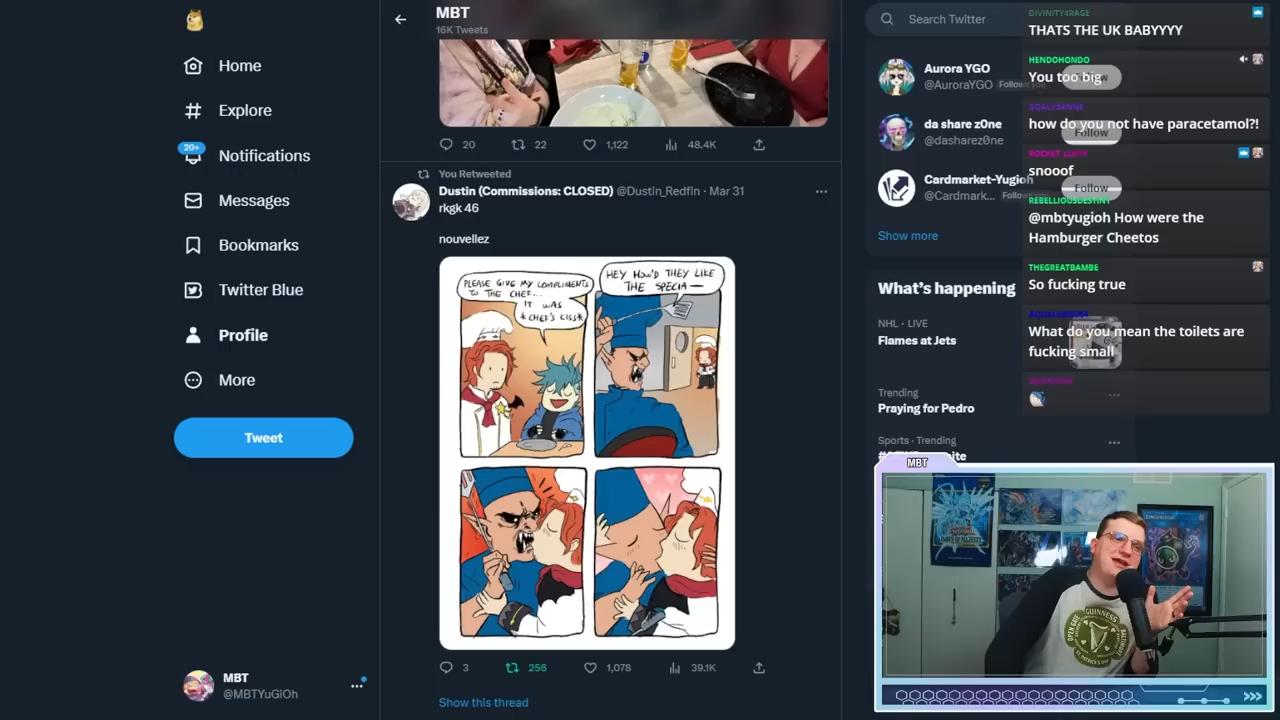 MBT
16K Tweets
Home
Explore
20+
Notifications
Messages
Bookmarks
Twitter Blue
Profile
More
Tweet
MBT
@MBTYuGiOh
20
22
1,122
48.4K
You Retweeted
Dustin (Commissions: CLOSED) @Dustin_Redfin · Mar 31
rkgk 46
nouvellez
PLEASE GIVE MY COMPLIMENTS
TO THE CHEF...
IT WAS
*CHEF'S KISS*
HEY HOW'D THEY LIKE
THE SPECIA—
3
256
1,078
39.1K
Show this thread
Search Twitter
Aurora YGO
@AuroraYGO
da share z0ne
@dasharez0ne
Cardmarket-Yugioh
@Cardmark...
Show more
What's happening
NHL · LIVE
Flames at Jets
Trending
Praying for Pedro
Sports · Trending
DIVINITY4RAGE
THATS THE UK BABYYYY
HENDOHONDO
You too big
how do you not have paracetamol?!
Follow
snooof
Follow
REBELLIOUSDESTINY
@mbtyugioh How were the
Hamburger Cheetos
THEGREATBAMBE
So fucking true
What do you mean the toilets are
fucking small
MBT
GUINNESS